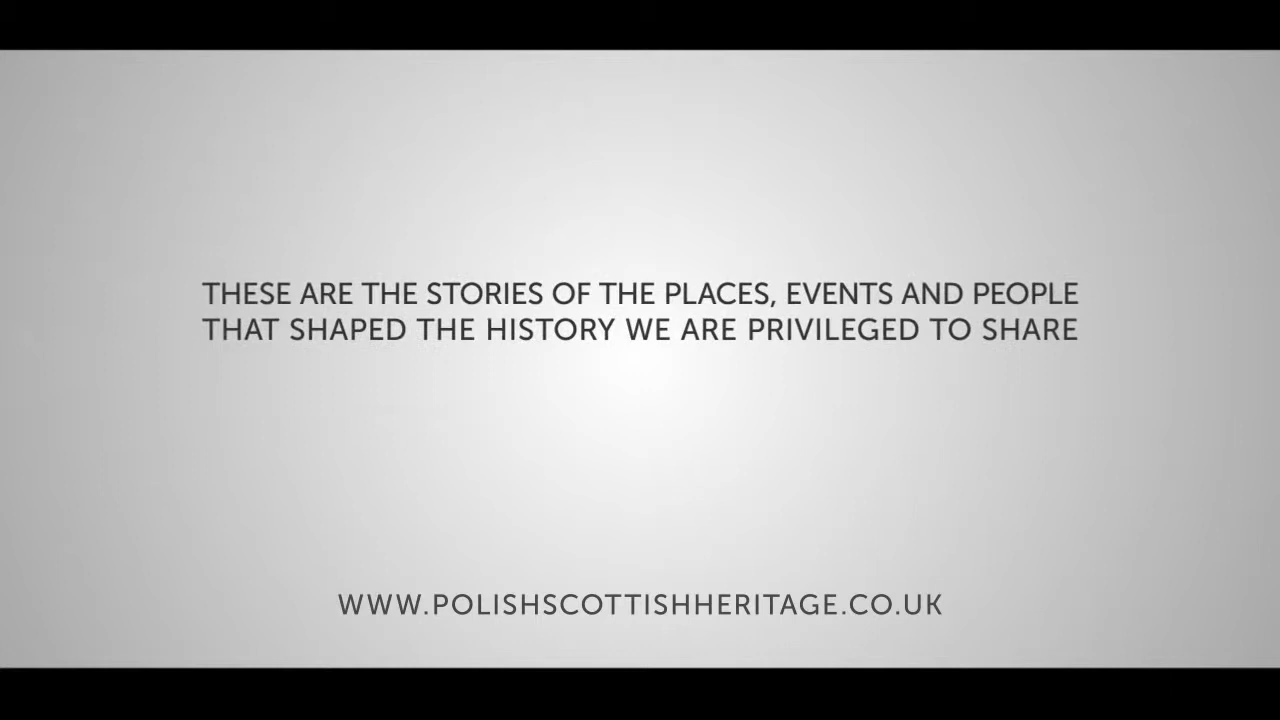 THESE ARE THE STORIES OF THE PLACES, EVENTS AND PEOPLE
THAT SHAPED THE HISTORY WE ARE PRIVILEGED TO SHARE
WWW.POLISHSCOTTISHHERITAGE.CO.UK